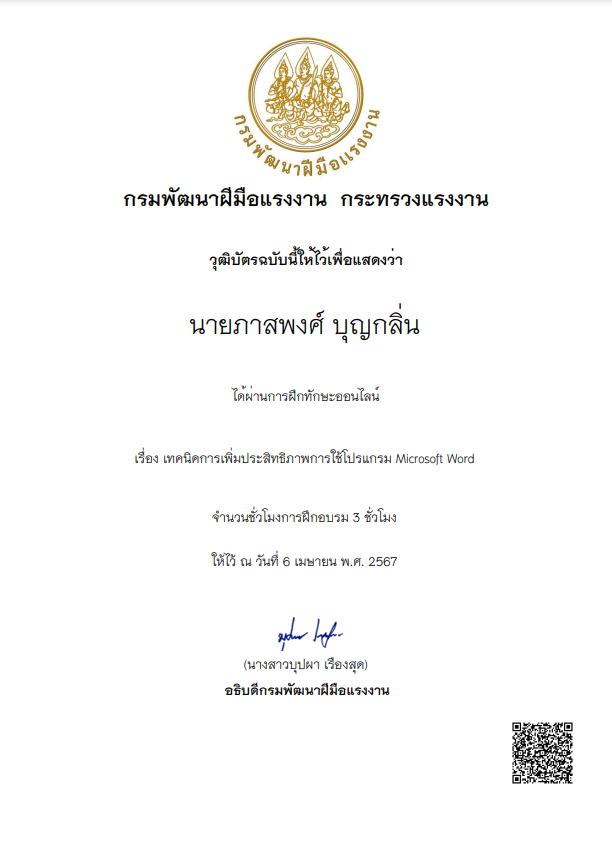 กรมพัฒนาฝีมือแรงงาน
กรมพัฒนาฝีมือแรงงาน กระทรวงแรงงาน
วุฒิบัตรฉบับนี้ให้ไว้เพื่อแสดงว่า
นายภาสพงศ์ บุญกลิ่น
ได้ผ่านการฝึกทักษะออนไลน์
เรื่อง เทคนิคการเพิ่มประสิทธิภาพการใช้โปรแกรม Microsoft Word
จำนวนชั่วโมงการฝึกอบรม 3 ชั่วโมง
ให้ไว้ ณ วันที่ 6 เมษายน พ.ศ. 2567
(นางสาวบุปผา เรืองสุด)
อธิบดีกรมพัฒนาฝีมือแรงงาน